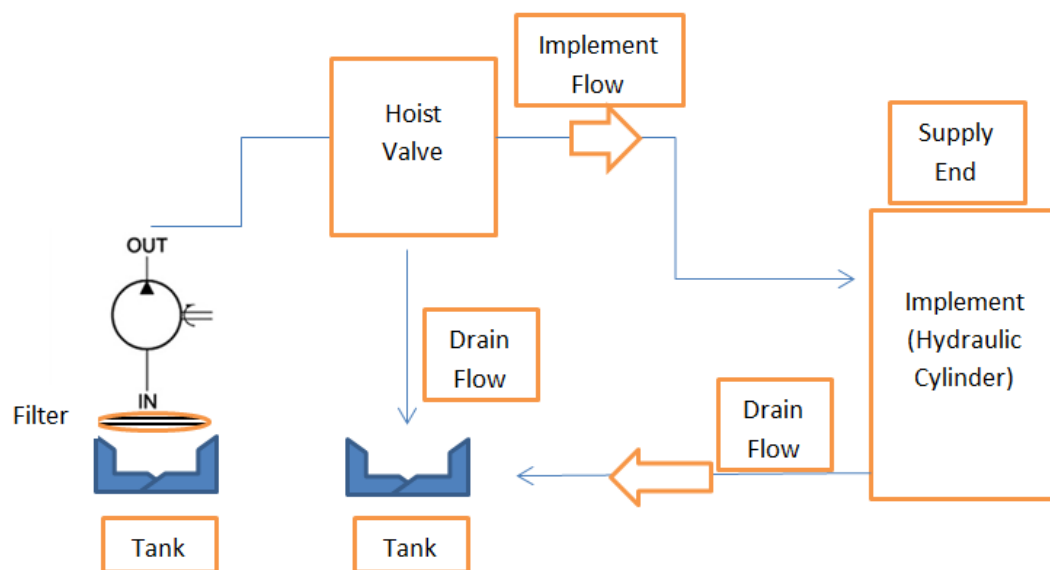 Implement
Flow
Hoist
Valve
Supply
End
OUT
Implement
(Hydraulic
Cylinder)
Drain
Flow
IN
Filter
Drain
Flow
Tank
Tank